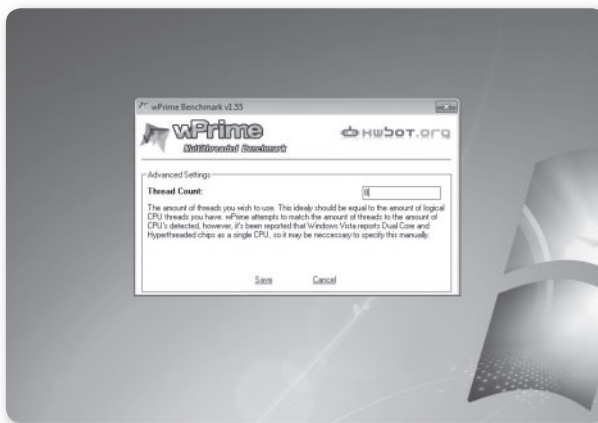 wPrime Benchmark v1.55
wPrime
Multithreaded Benchmark
HWBOT.ORG
Advanced Settings
Thread Count:
The amount of threads you wish to use. This idealy should be equal to the amount of logical
CPU threads you have. wPrime attempts to match the amount of threads to the amount of
CPU's detected, however, it's been reported that Windows Vista reports Dual Core and
Hyperthreaded chips as a single CPU, so it may be neccessary to specify this manually.
Save Cancel